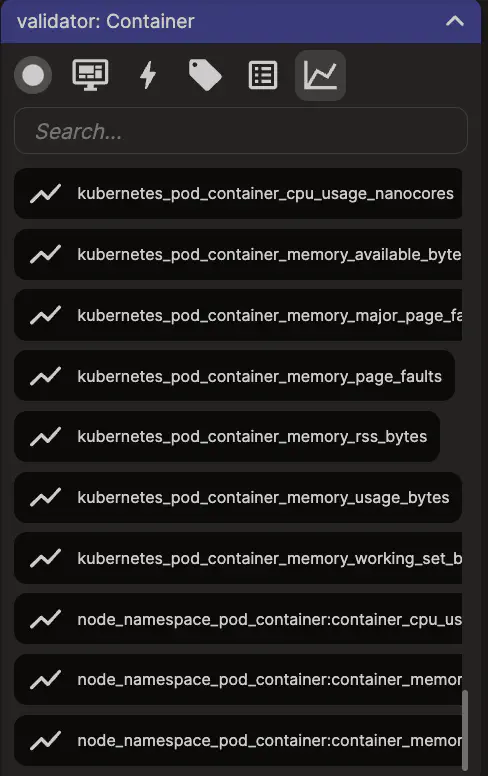 validator: Container
Search...
kubernetes_pod_container_cpu_usage_nanocores
kubernetes_pod_container_memory_available_byte
kubernetes_pod_container_memory_major_page_fa
kubernetes_pod_container_memory_page_faults
kubernetes_pod_container_memory_rss_bytes
kubernetes_pod_container_memory_usage_bytes
kubernetes_pod_container_memory_working_set_b
node_namespace_pod_container:container_cpu_us
node_namespace_pod_container:container_memor
node_namespace_pod_container:container_memor